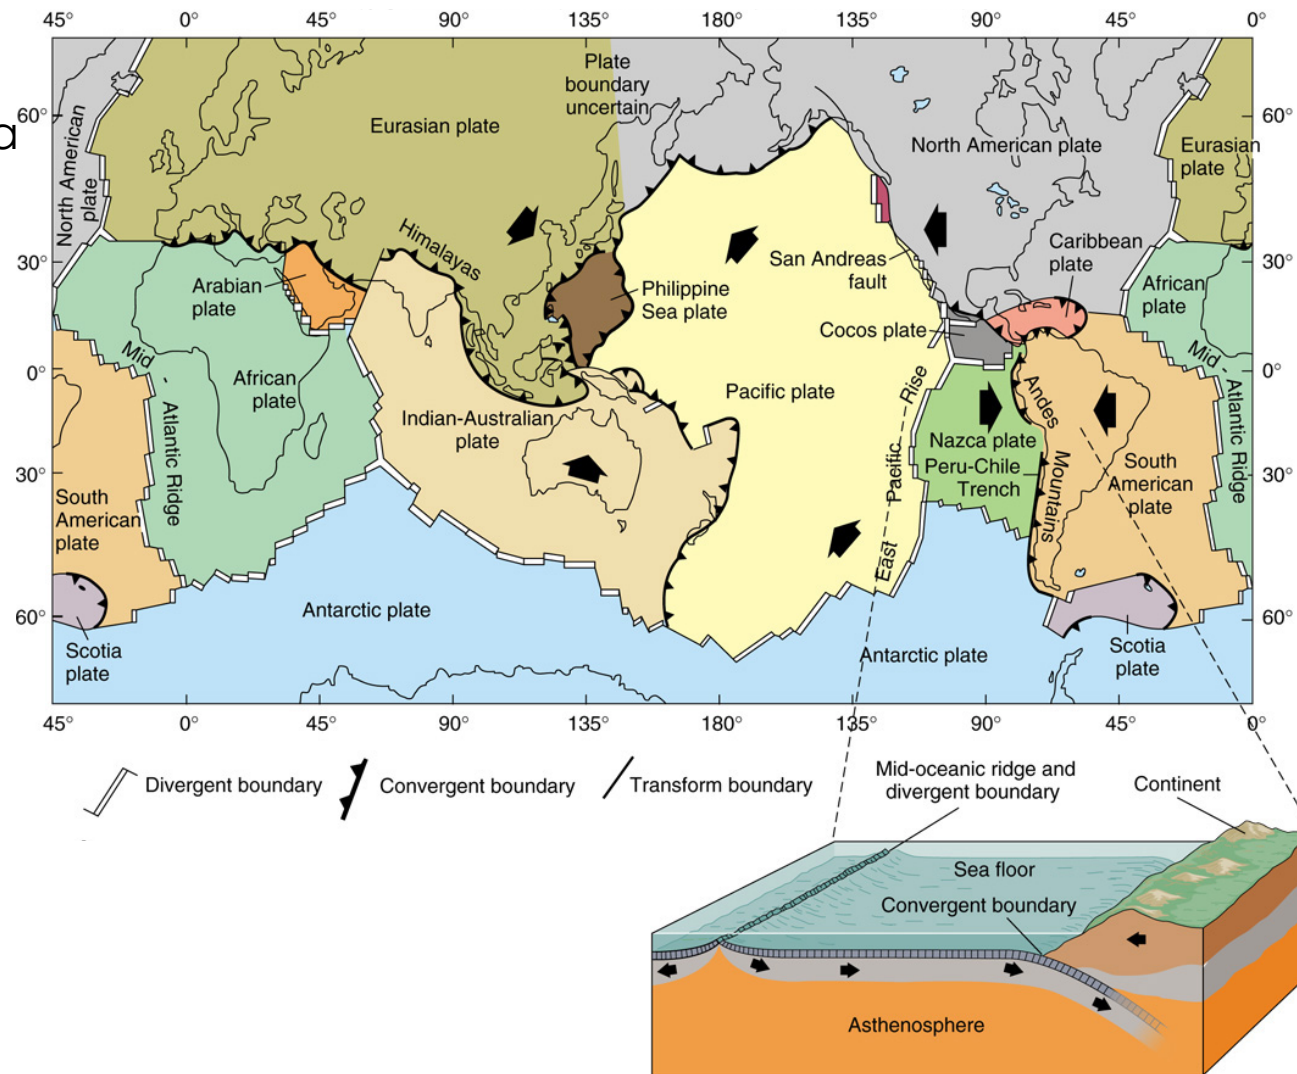 45° 0° 45° 90° 135° 180° 135° 90° 45° 0°
a
60°
30°
0°
30°
60°
60°
30°
0°
30°
60°
North American
plate
Eurasian plate
Plate
boundary
uncertain
North American plate
Eurasian
plate
Himalayas
Arabian
plate
Philippine
Sea plate
San Andreas
fault
Caribbean
plate
African
plate
Cocos plate
Mid -
Atlantic Ridge
African
plate
Indian-Australian
plate
Pacific plate
East Pacific Rise
Nazca plate
Peru-Chile
Trench
Andes
Mountains
South
American
plate
Mid -
Atlantic Ridge
South
American
plate
Antarctic plate
Scotia
plate
Antarctic plate
Scotia
plate
45° 0° 45° 90° 135° 180° 135° 90° 45° 0°
Divergent boundary
Convergent boundary
Transform boundary
Mid-oceanic ridge and
divergent boundary
Continent
Sea floor
Convergent boundary
Asthenosphere